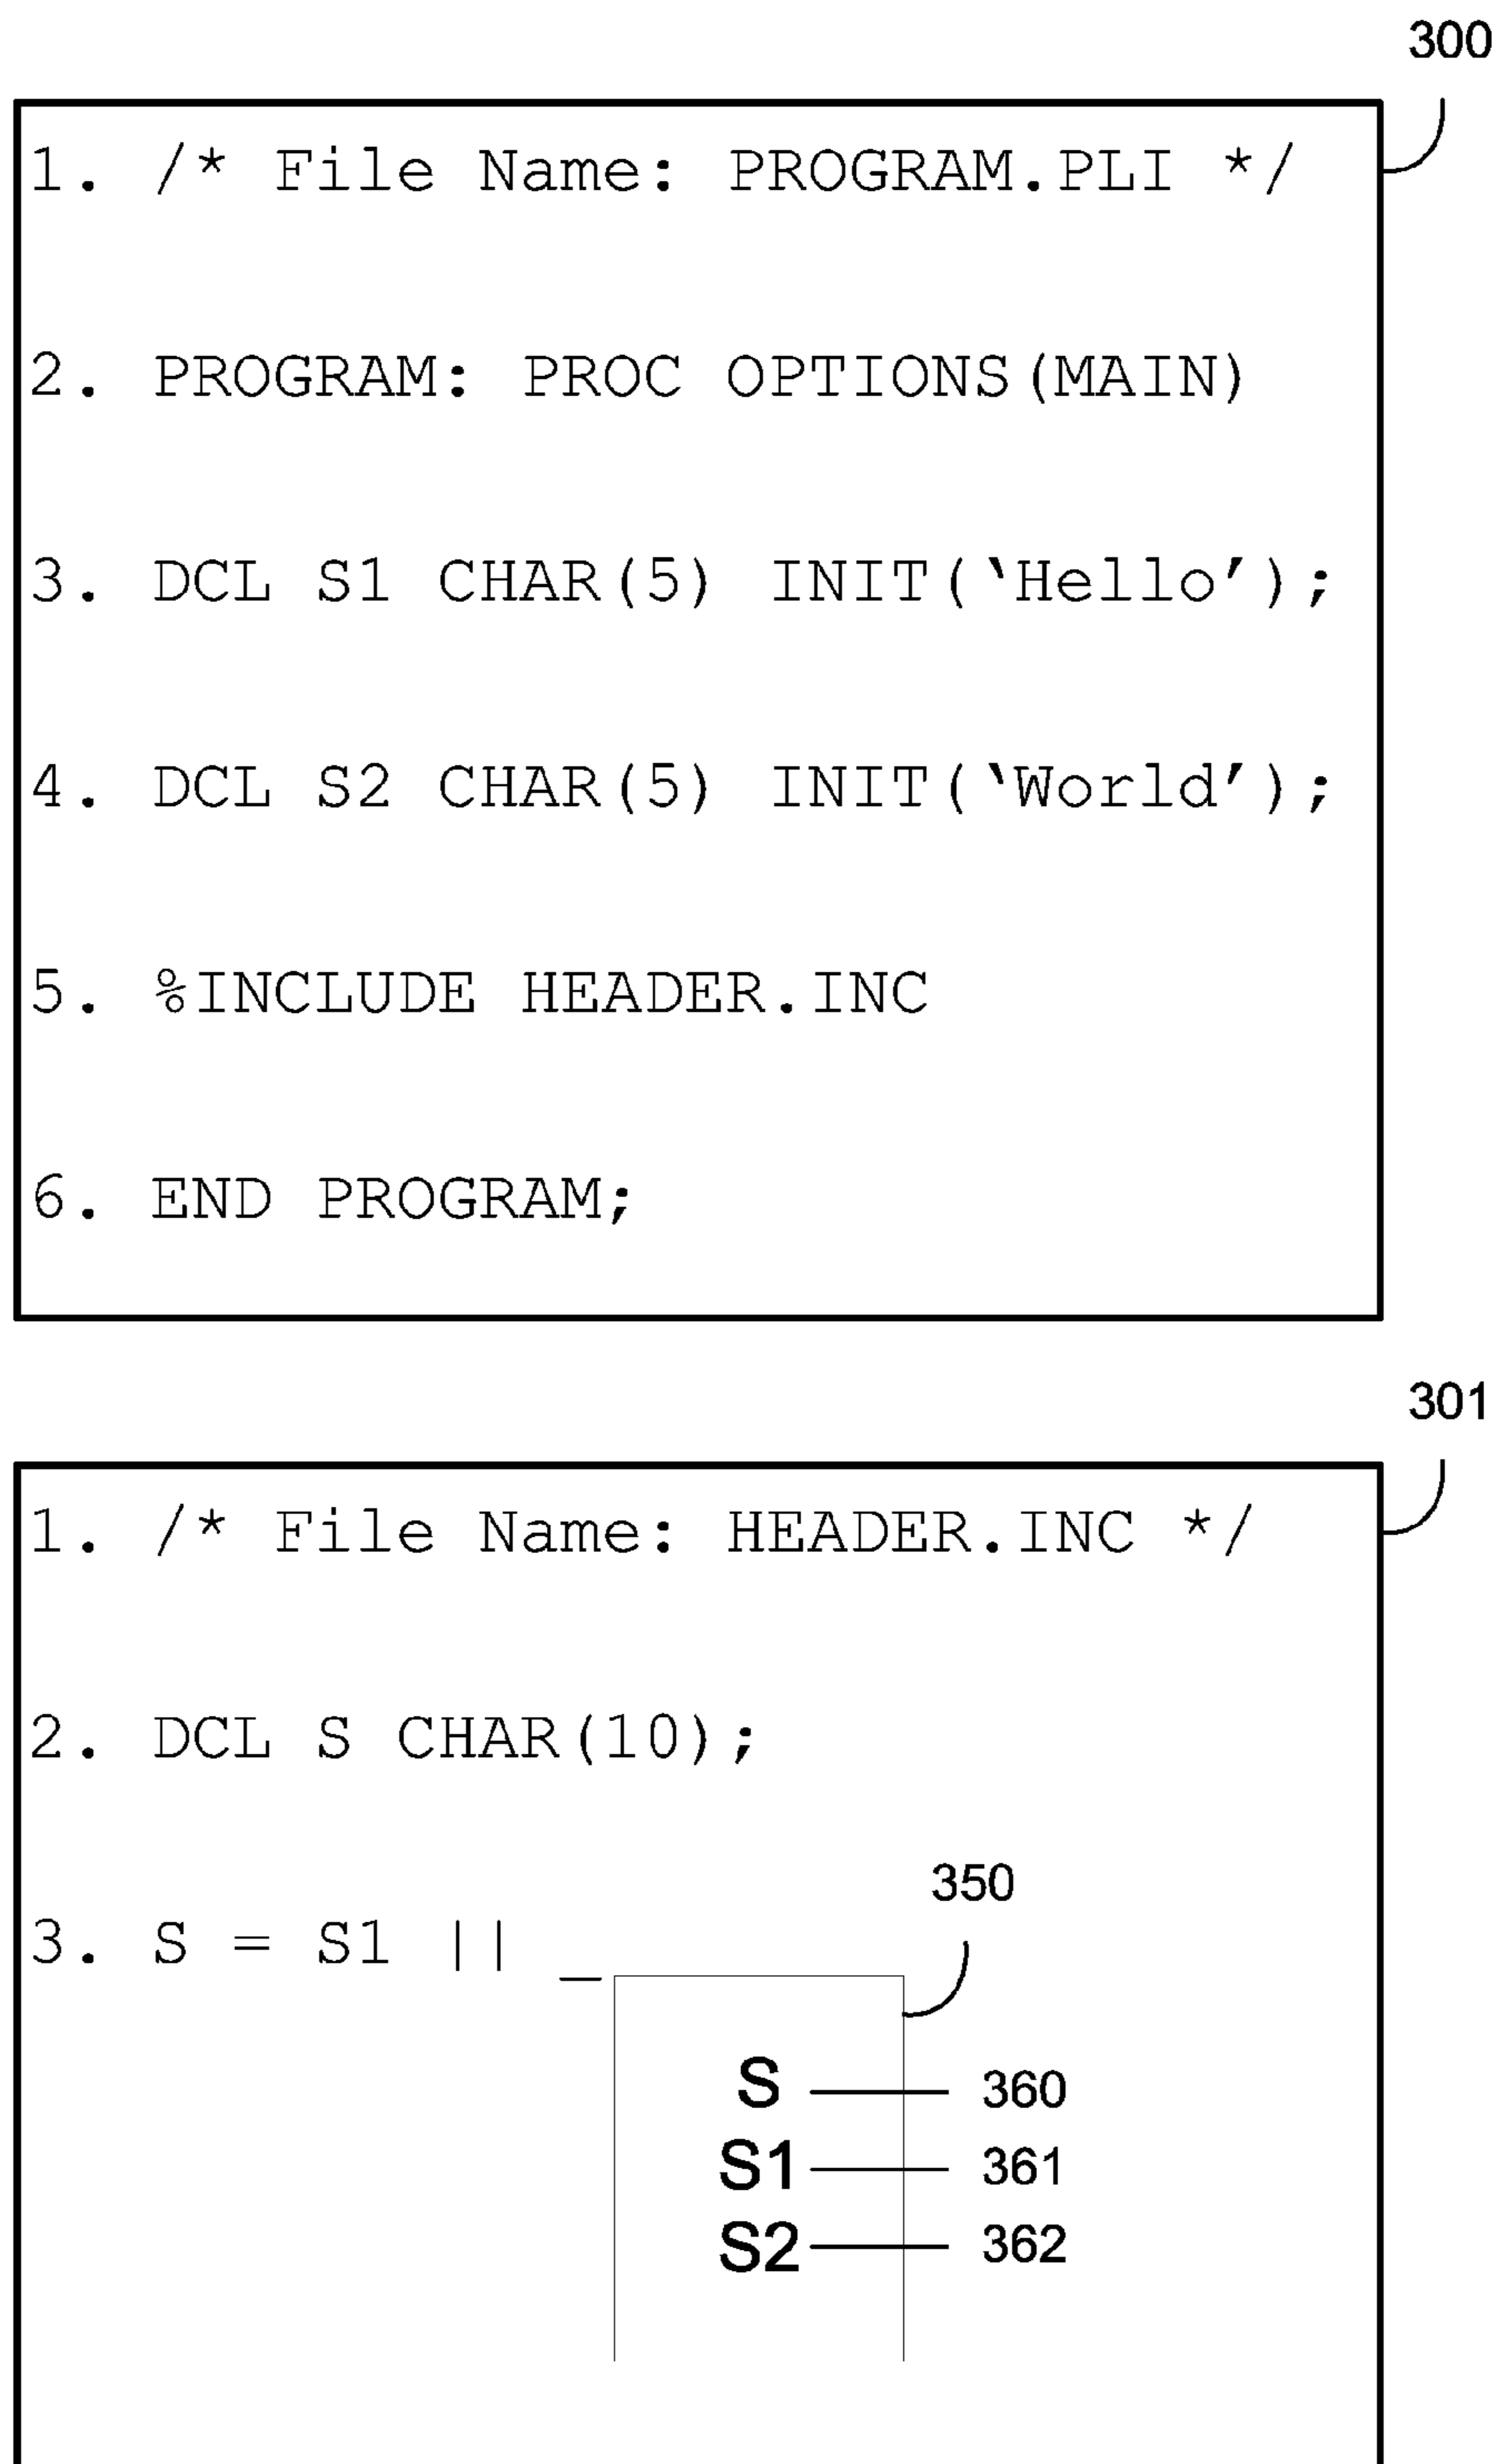 300
1. /* File Name: PROGRAM.PLI */
2. PROGRAM: PROC OPTIONS(MAIN)
3. DCL S1 CHAR(5) INIT(‘Hello’);
4. DCL S2 CHAR(5) INIT(‘World’);
5. %INCLUDE HEADER.INC
6. END PROGRAM;
301
1. /* File Name: HEADER.INC */
2. DCL S CHAR(10);
350
3. S = S1 || _
S 360
S1 361
S2 362